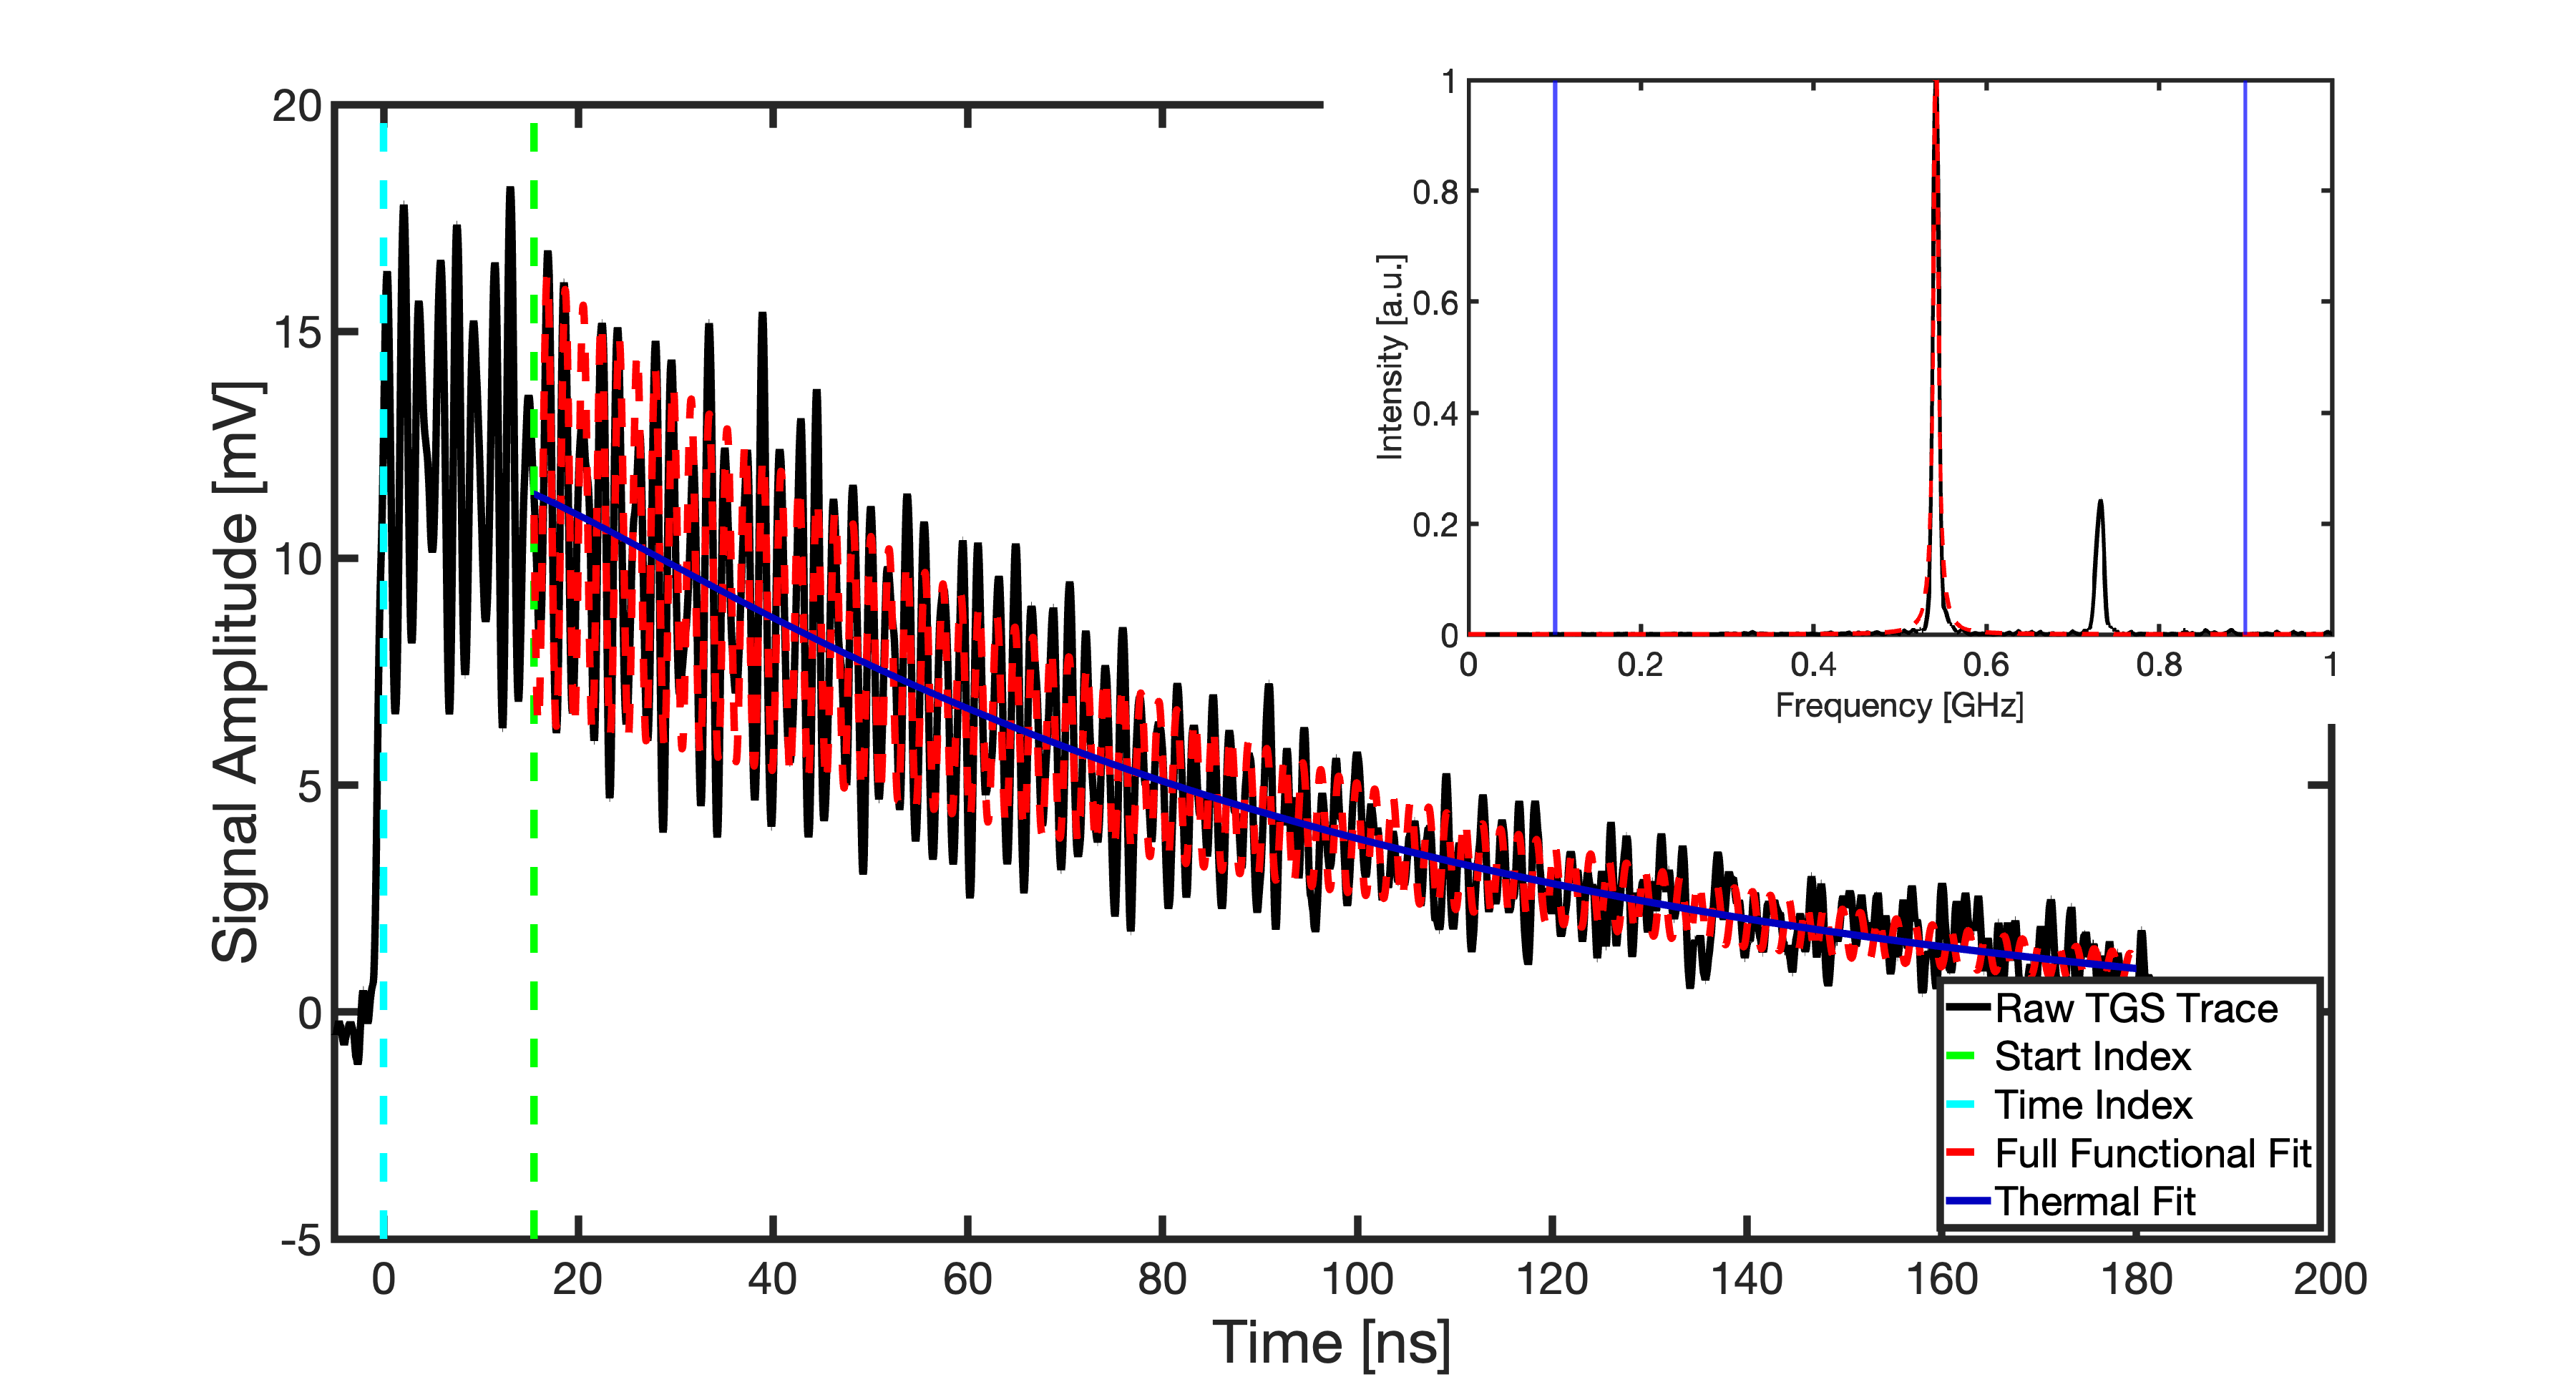 20
15
10
5
0
-5
Signal Amplitude [mV]
0 20 40 60 80 100 120 140 160 180 200
Time [ns]
1
0.8
0.6
0.4
0.2
0
Intensity [a.u.]
0 0.2 0.4 0.6 0.8 1
Frequency [GHz]
Raw TGS Trace
Start Index
Time Index
Full Functional Fit
Thermal Fit